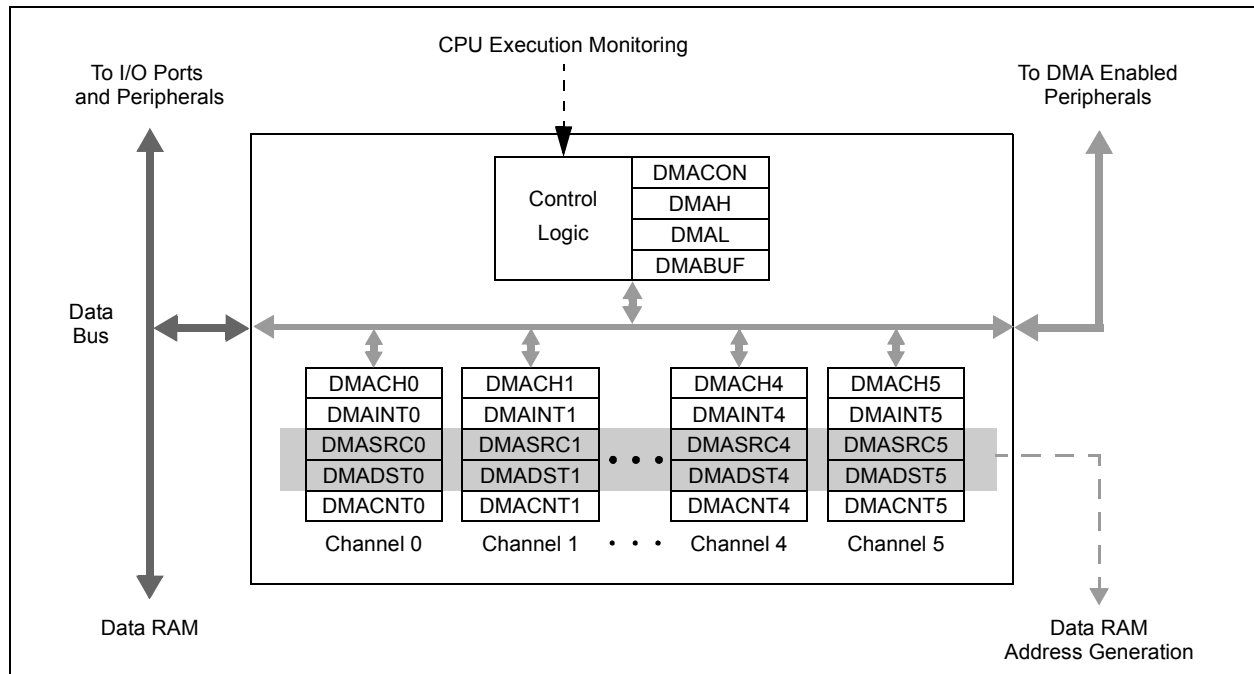 CPU Execution Monitoring
To I/O Ports
and Peripherals
To DMA Enabled
Peripherals
Control
Logic
DMACON
DMAH
DMAL
DMABUF
Data
Bus
DMACH0
DMAINT0
DMASRC0
DMADST0
DMACNT0
Channel 0
DMACH1
DMAINT1
DMASRC1
DMADST1
DMACNT1
Channel 1
DMACH4
DMAINT4
DMASRC4
DMADST4
DMACNT4
Channel 4
DMACH5
DMAINT5
DMASRC5
DMADST5
DMACNT5
Channel 5
Data RAM
Data RAM
Address Generation